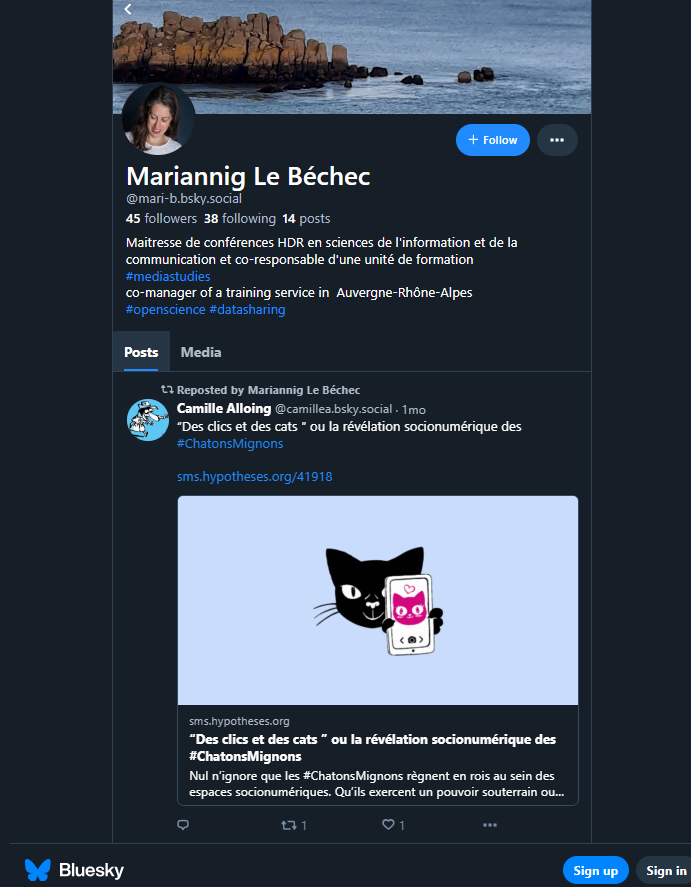 + Follow
Mariannig Le Béchec
@mari-b.bsky.social
45 followers 38 following 14 posts
Maitresse de conférences HDR en sciences de l'information et de la
communication et co-responsable d'une unité de formation
#mediastudies
co-manager of a training service in Auvergne-Rhône-Alpes
#openscience #datasharing
Posts Media
Reposted by Mariannig Le Béchec
Camille Alloing @camillea.bsky.social · 1mo
“Des clics et des cats ” ou la révélation socionumérique des
#ChatonsMignons
sms.hypotheses.org/41918
sms.hypotheses.org
“Des clics et des cats ” ou la révélation socionumérique des
#ChatonsMignons
Nul n’ignore que les #ChatonsMignons règnent en rois au sein des
espaces socionumériques. Qu’ils exercent un pouvoir souterrain ou...
1 1
Bluesky Sign up Sign in